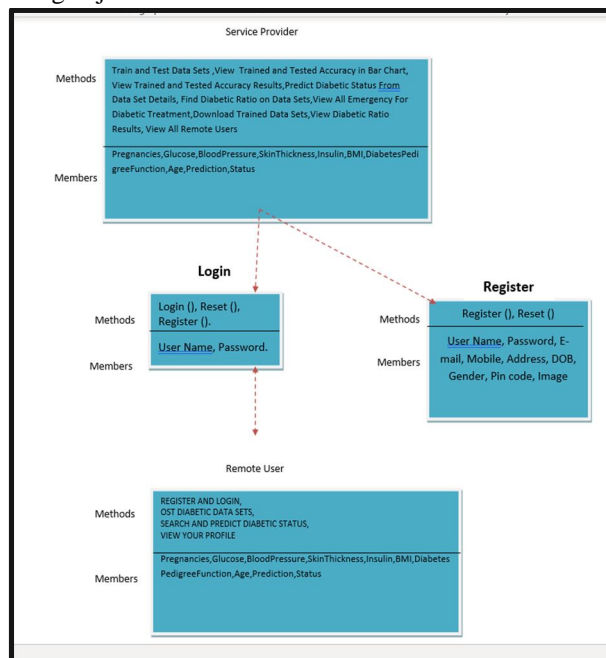 Service Provider
Methods
Train and Test Data Sets ,View Trained and Tested Accuracy in Bar Chart,
View Trained and Tested Accuracy Results,Predict Diabetic Status From
Data Set Details, Find Diabetic Ratio on Data Sets,View All Emergency For
Diabetic Treatment,Download Trained Data Sets,View Diabetic Ratio
Results, View All Remote Users
Members
Pregnancies,Glucose,BloodPressure,SkinThickness,Insulin,BMI,DiabetesPedi
greeFunction,Age,Prediction,Status
Login
Methods
Login (), Reset (),
Register ().
Members
User Name, Password.
Register
Methods
Register (), Reset ()
Members
User Name, Password, E-
mail, Mobile, Address, DOB,
Gender, Pin code, Image
Remote User
Methods
REGISTER AND LOGIN,
OST DIABETIC DATA SETS,
SEARCH AND PREDICT DIABETIC STATUS,
VIEW YOUR PROFILE
Members
Pregnancies,Glucose,BloodPressure,SkinThickness,Insulin,BMI,Diabetes
PedigreeFunction,Age,Prediction,Status